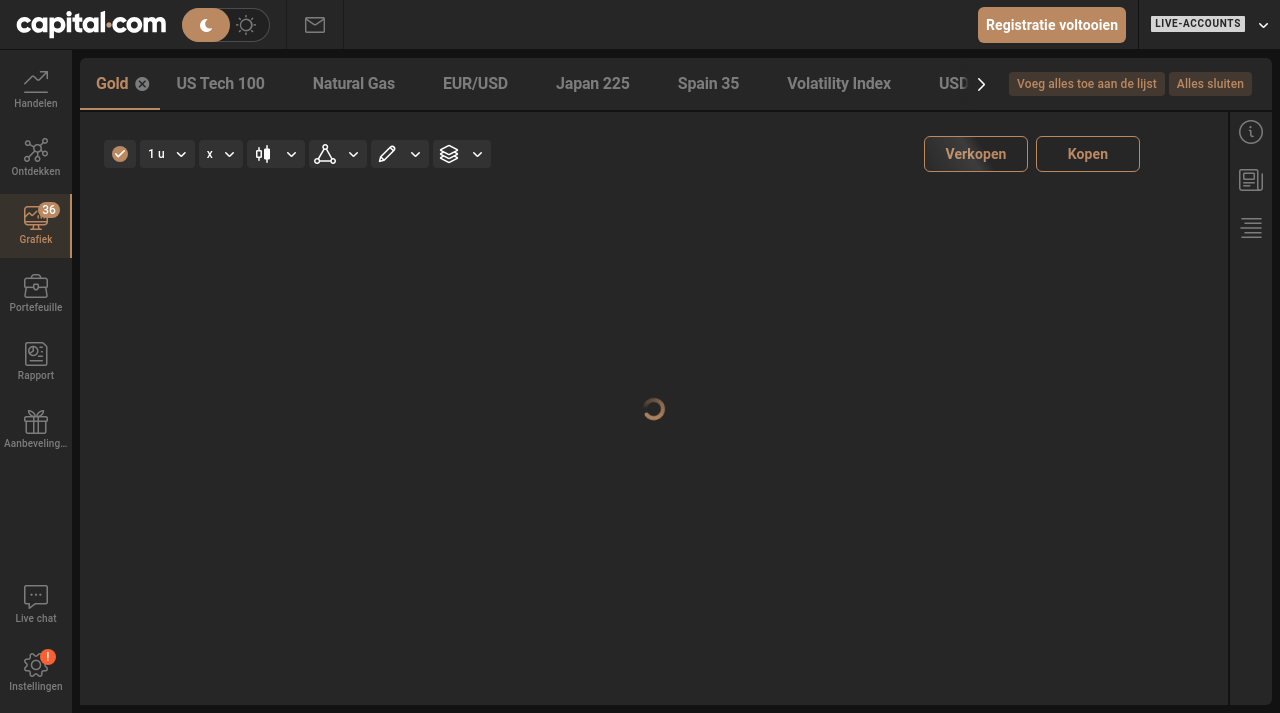 capital.com
Registratie voltooien
LIVE-ACCOUNTS
Gold
US Tech 100
Natural Gas
EUR/USD
Japan 225
Spain 35
Volatility Index
USD
Voeg alles toe aan de lijst
Alles sluiten
Handelen
Ontdekken
36
Grafiek
Portefeuille
Rapport
Aanbeveling...
Live chat
!
Instellingen
1 u
x
Verkopen
Kopen